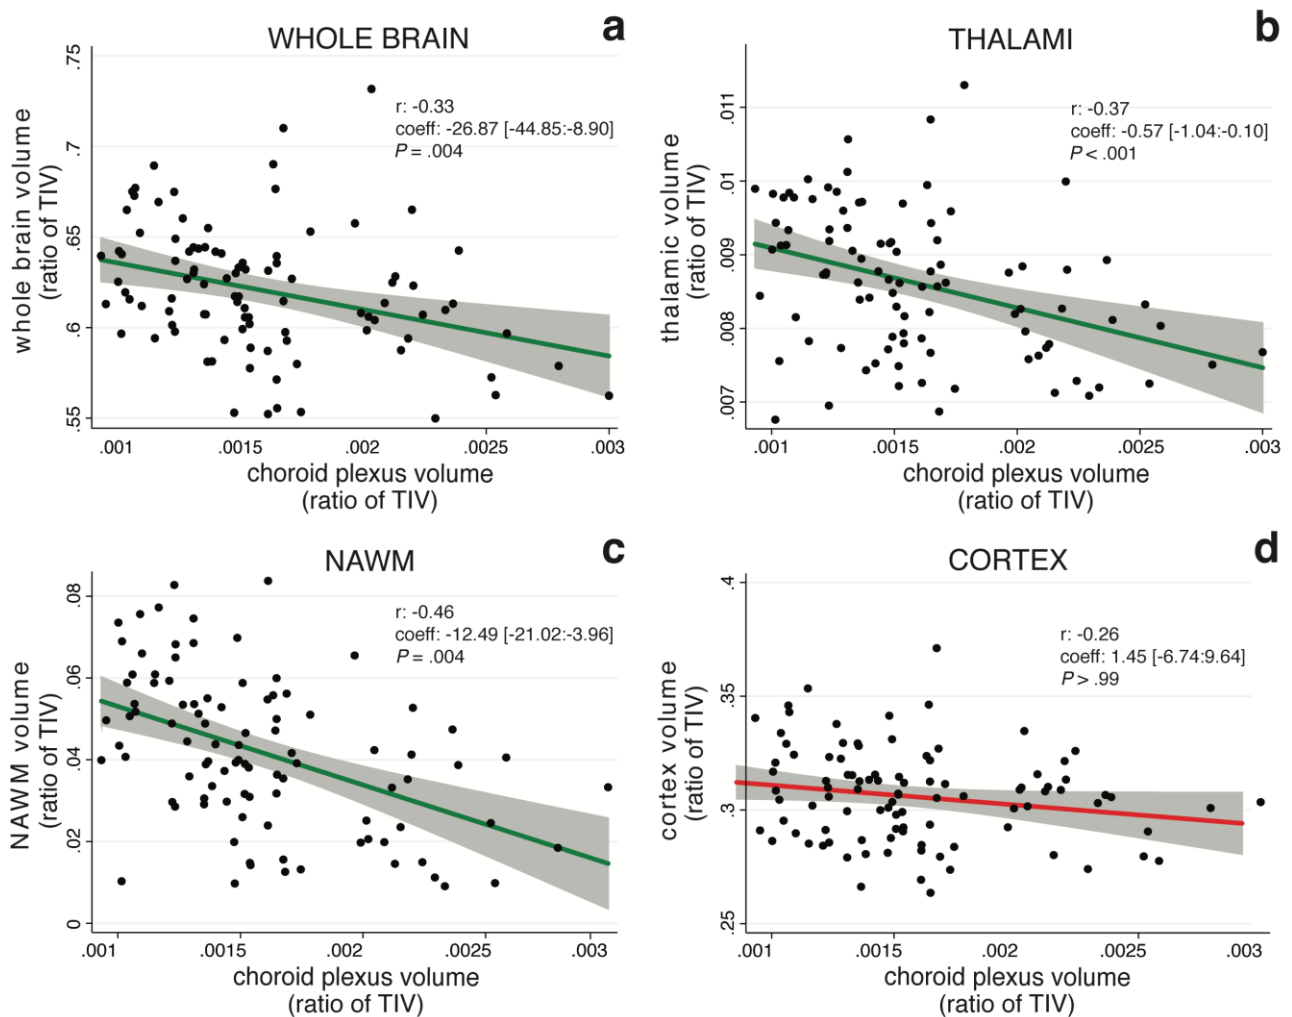 a
WHOLE BRAIN
r: -0.33
coeff: -26.87 [-44.85:-8.90]
P = .004
whole brain volume
(ratio of TIV)
.75
.7
.65
.6
.55
.001 .0015 .002 .0025 .003
choroid plexus volume
(ratio of TIV)
b
THALAMI
r: -0.37
coeff: -0.57 [-1.04:-0.10]
P < .001
thalamic volume
(ratio of TIV)
.011
.01
.009
.008
.007
.001 .0015 .002 .0025 .003
choroid plexus volume
(ratio of TIV)
c
NAWM
r: -0.46
coeff: -12.49 [-21.02:-3.96]
P = .004
NAWM volume
(ratio of TIV)
.08
.06
.04
.02
0
.001 .0015 .002 .0025 .003
choroid plexus volume
(ratio of TIV)
d
CORTEX
r: -0.26
coeff: 1.45 [-6.74:9.64]
P > .99
cortex volume
(ratio of TIV)
.4
.35
.3
.25
.001 .0015 .002 .0025 .003
choroid plexus volume
(ratio of TIV)